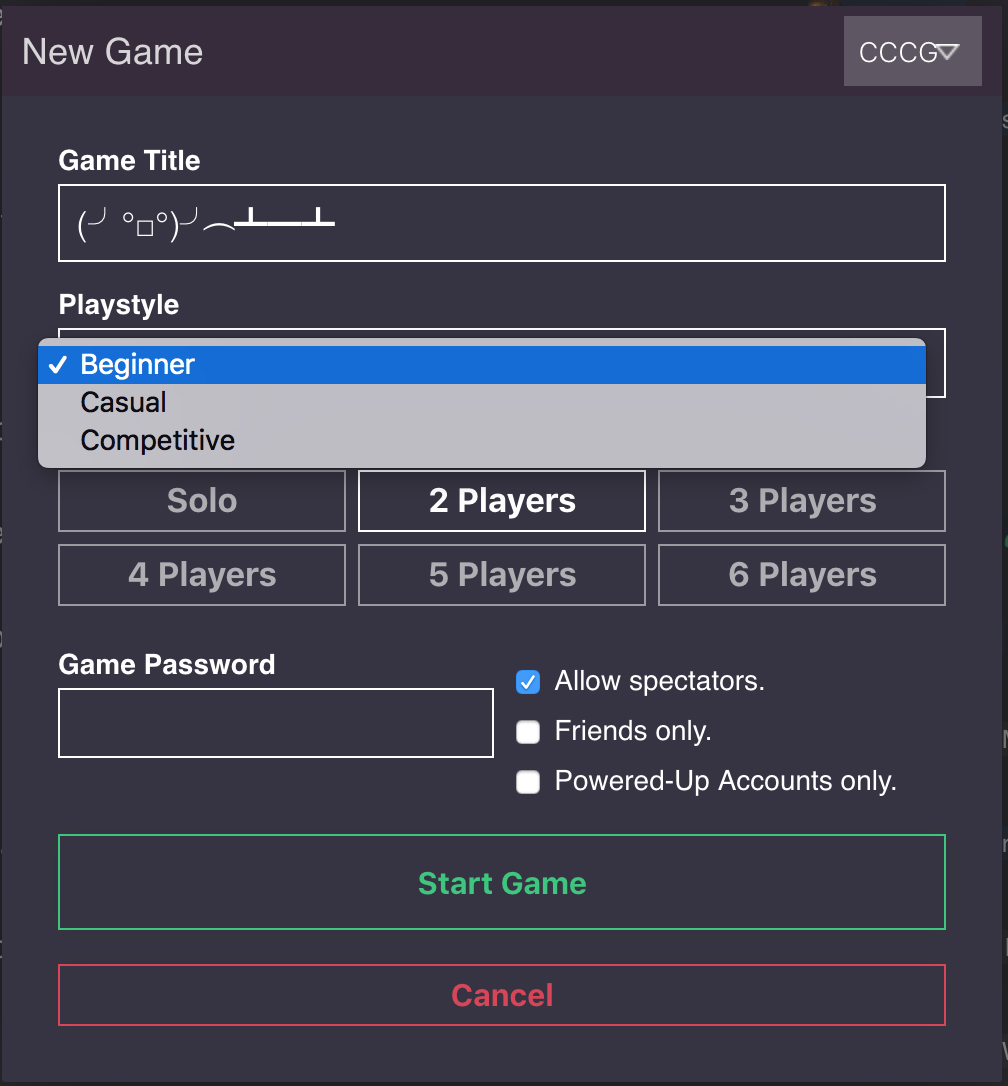 New Game
CCCG
Game Title
(╯°□°)╯︵┻━┻
Playstyle
✓ Beginner
Casual
Competitive
Solo
2 Players
3 Players
4 Players
5 Players
6 Players
Game Password
Allow spectators.
Friends only.
Powered-Up Accounts only.
Start Game
Cancel